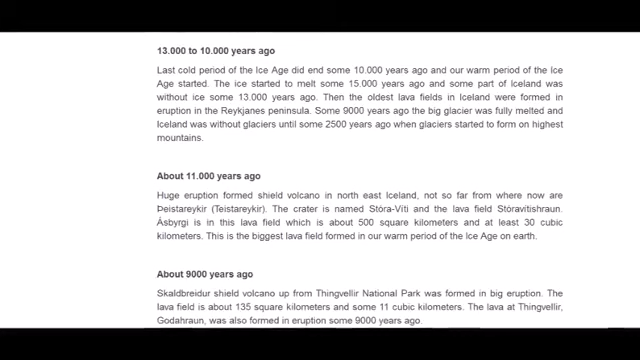 13.000 to 10.000 years ago
Last cold period of the Ice Age did end some 10.000 years ago and our warm period of the Ice
Age started. The ice started to melt some 15.000 years ago and some part of Iceland was
without ice some 13.000 years ago. Then the oldest lava fields in Iceland were formed in
eruption in the Reykjanes peninsula. Some 9000 years ago the big glacier was fully melted and
Iceland was without glaciers until some 2500 years ago when glaciers started to form on highest
mountains.
About 11.000 years ago
Huge eruption formed shield volcano in north east Iceland, not so far from where now are
Þeistareykir (Teistareykir). The crater is named Stóra-Víti and the lava field Stóravítishraun.
Ásbyrgi is in this lava field which is about 500 square kilometers and at least 30 cubic
kilometers. This is the biggest lava field formed in our warm period of the Ice Age on earth.
About 9000 years ago
Skaldbreidur shield volcano up from Thingvellir National Park was formed in big eruption. The
lava field is about 135 square kilometers and some 11 cubic kilometers. The lava at Thingvellir,
Godahraun, was also formed in eruption some 9000 years ago.